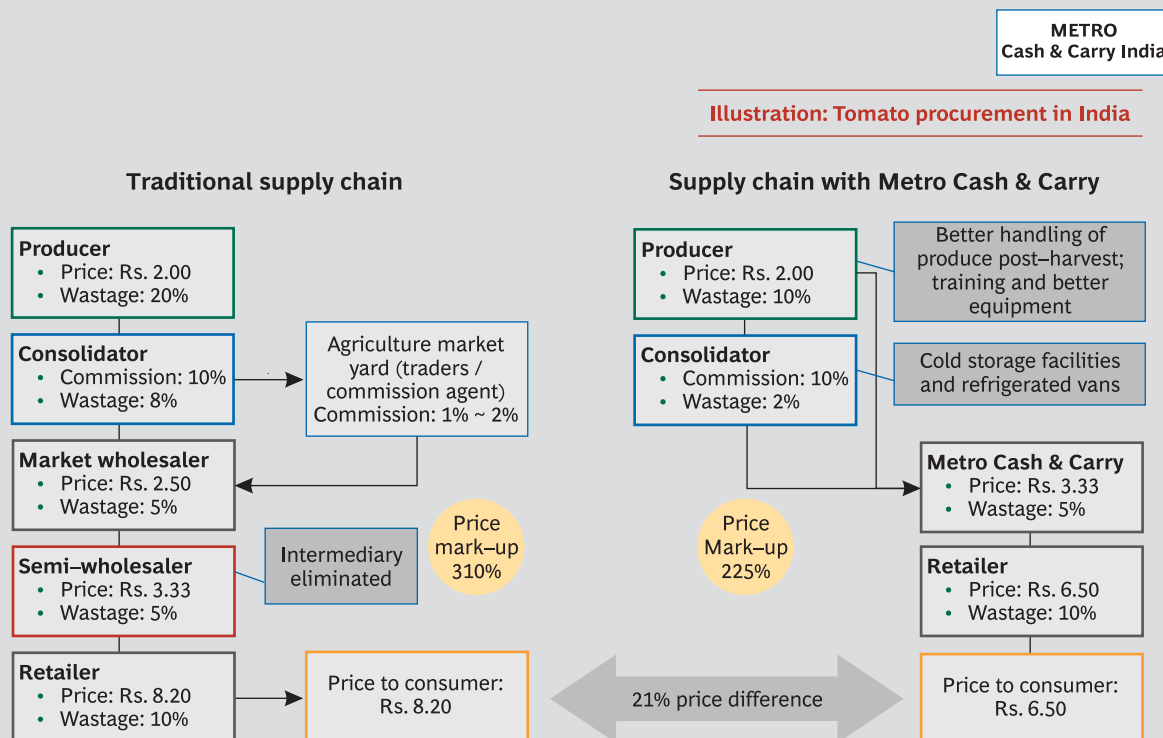 METRO
Cash & Carry India
Illustration: Tomato procurement in India
Traditional supply chain
Producer
• Price: Rs. 2.00
• Wastage: 20%
Consolidator
• Commission: 10%
• Wastage: 8%
Agriculture market
yard (traders /
commission agent)
Commission: 1% ~ 2%
Market wholesaler
• Price: Rs. 2.50
• Wastage: 5%
Price
mark–up
310%
Semi–wholesaler
• Price: Rs. 3.33
• Wastage: 5%
Intermediary
eliminated
Retailer
• Price: Rs. 8.20
• Wastage: 10%
Price to consumer:
Rs. 8.20
21% price difference
Supply chain with Metro Cash & Carry
Producer
• Price: Rs. 2.00
• Wastage: 10%
Better handling of
produce post–harvest;
training and better
equipment
Consolidator
• Commission: 10%
• Wastage: 2%
Cold storage facilities
and refrigerated vans
Metro Cash & Carry
• Price: Rs. 3.33
• Wastage: 5%
Price
Mark–up
225%
Retailer
• Price: Rs. 6.50
• Wastage: 10%
Price to consumer:
Rs. 6.50